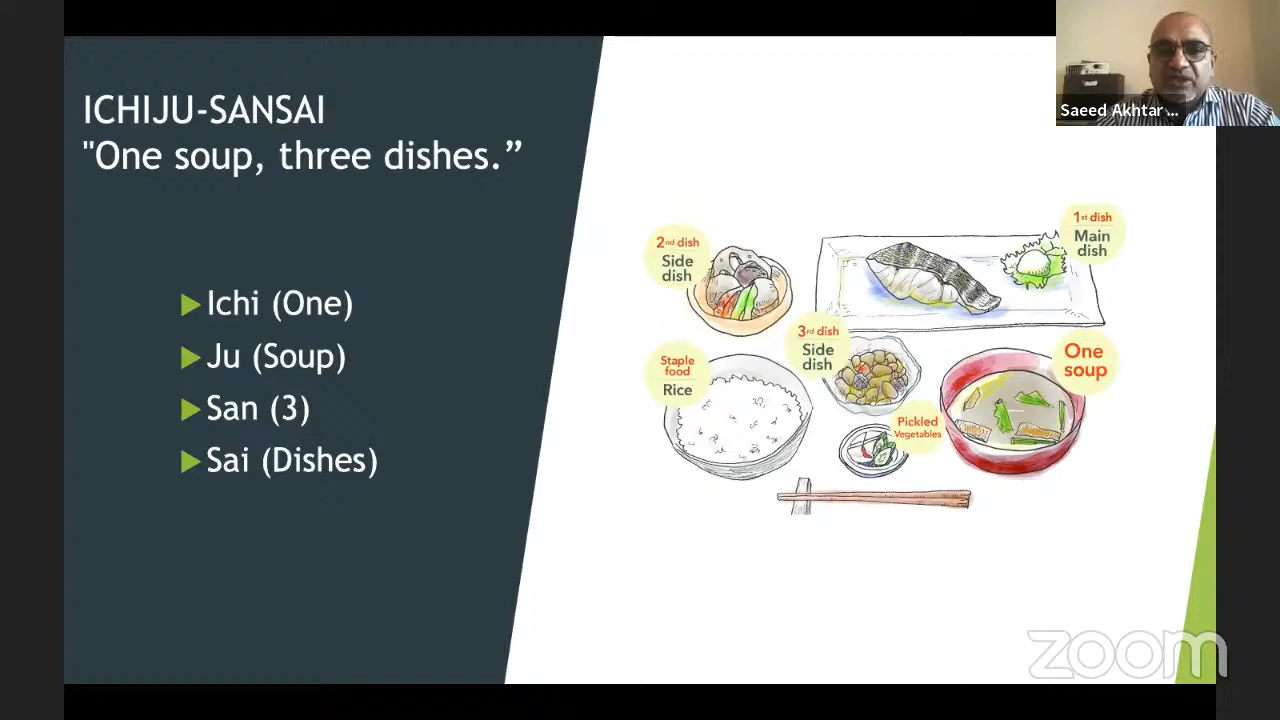 ICHIJU-SANSAI
"One soup, three dishes.”
Ichi (One)
Ju (Soup)
San (3)
Sai (Dishes)
2nd dish
Side
dish
1st dish
Main
dish
3rd dish
Side
dish
Staple
food
Rice
One
soup
Pickled
Vegetables
Saeed Akhtar ...
zoom